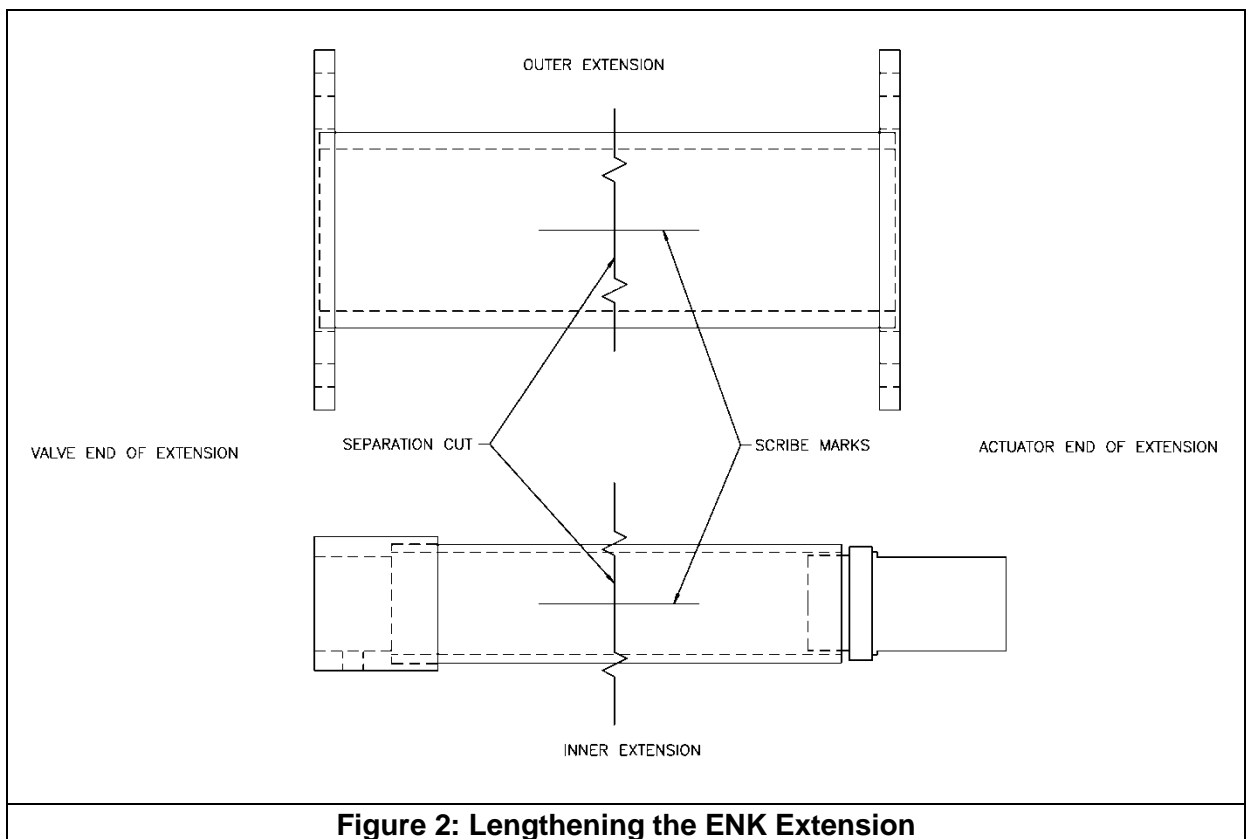 OUTER EXTENSION
VALVE END OF EXTENSION
SEPARATION CUT
SCRIBE MARKS
ACTUATOR END OF EXTENSION
INNER EXTENSION
Figure 2: Lengthening the ENK Extension